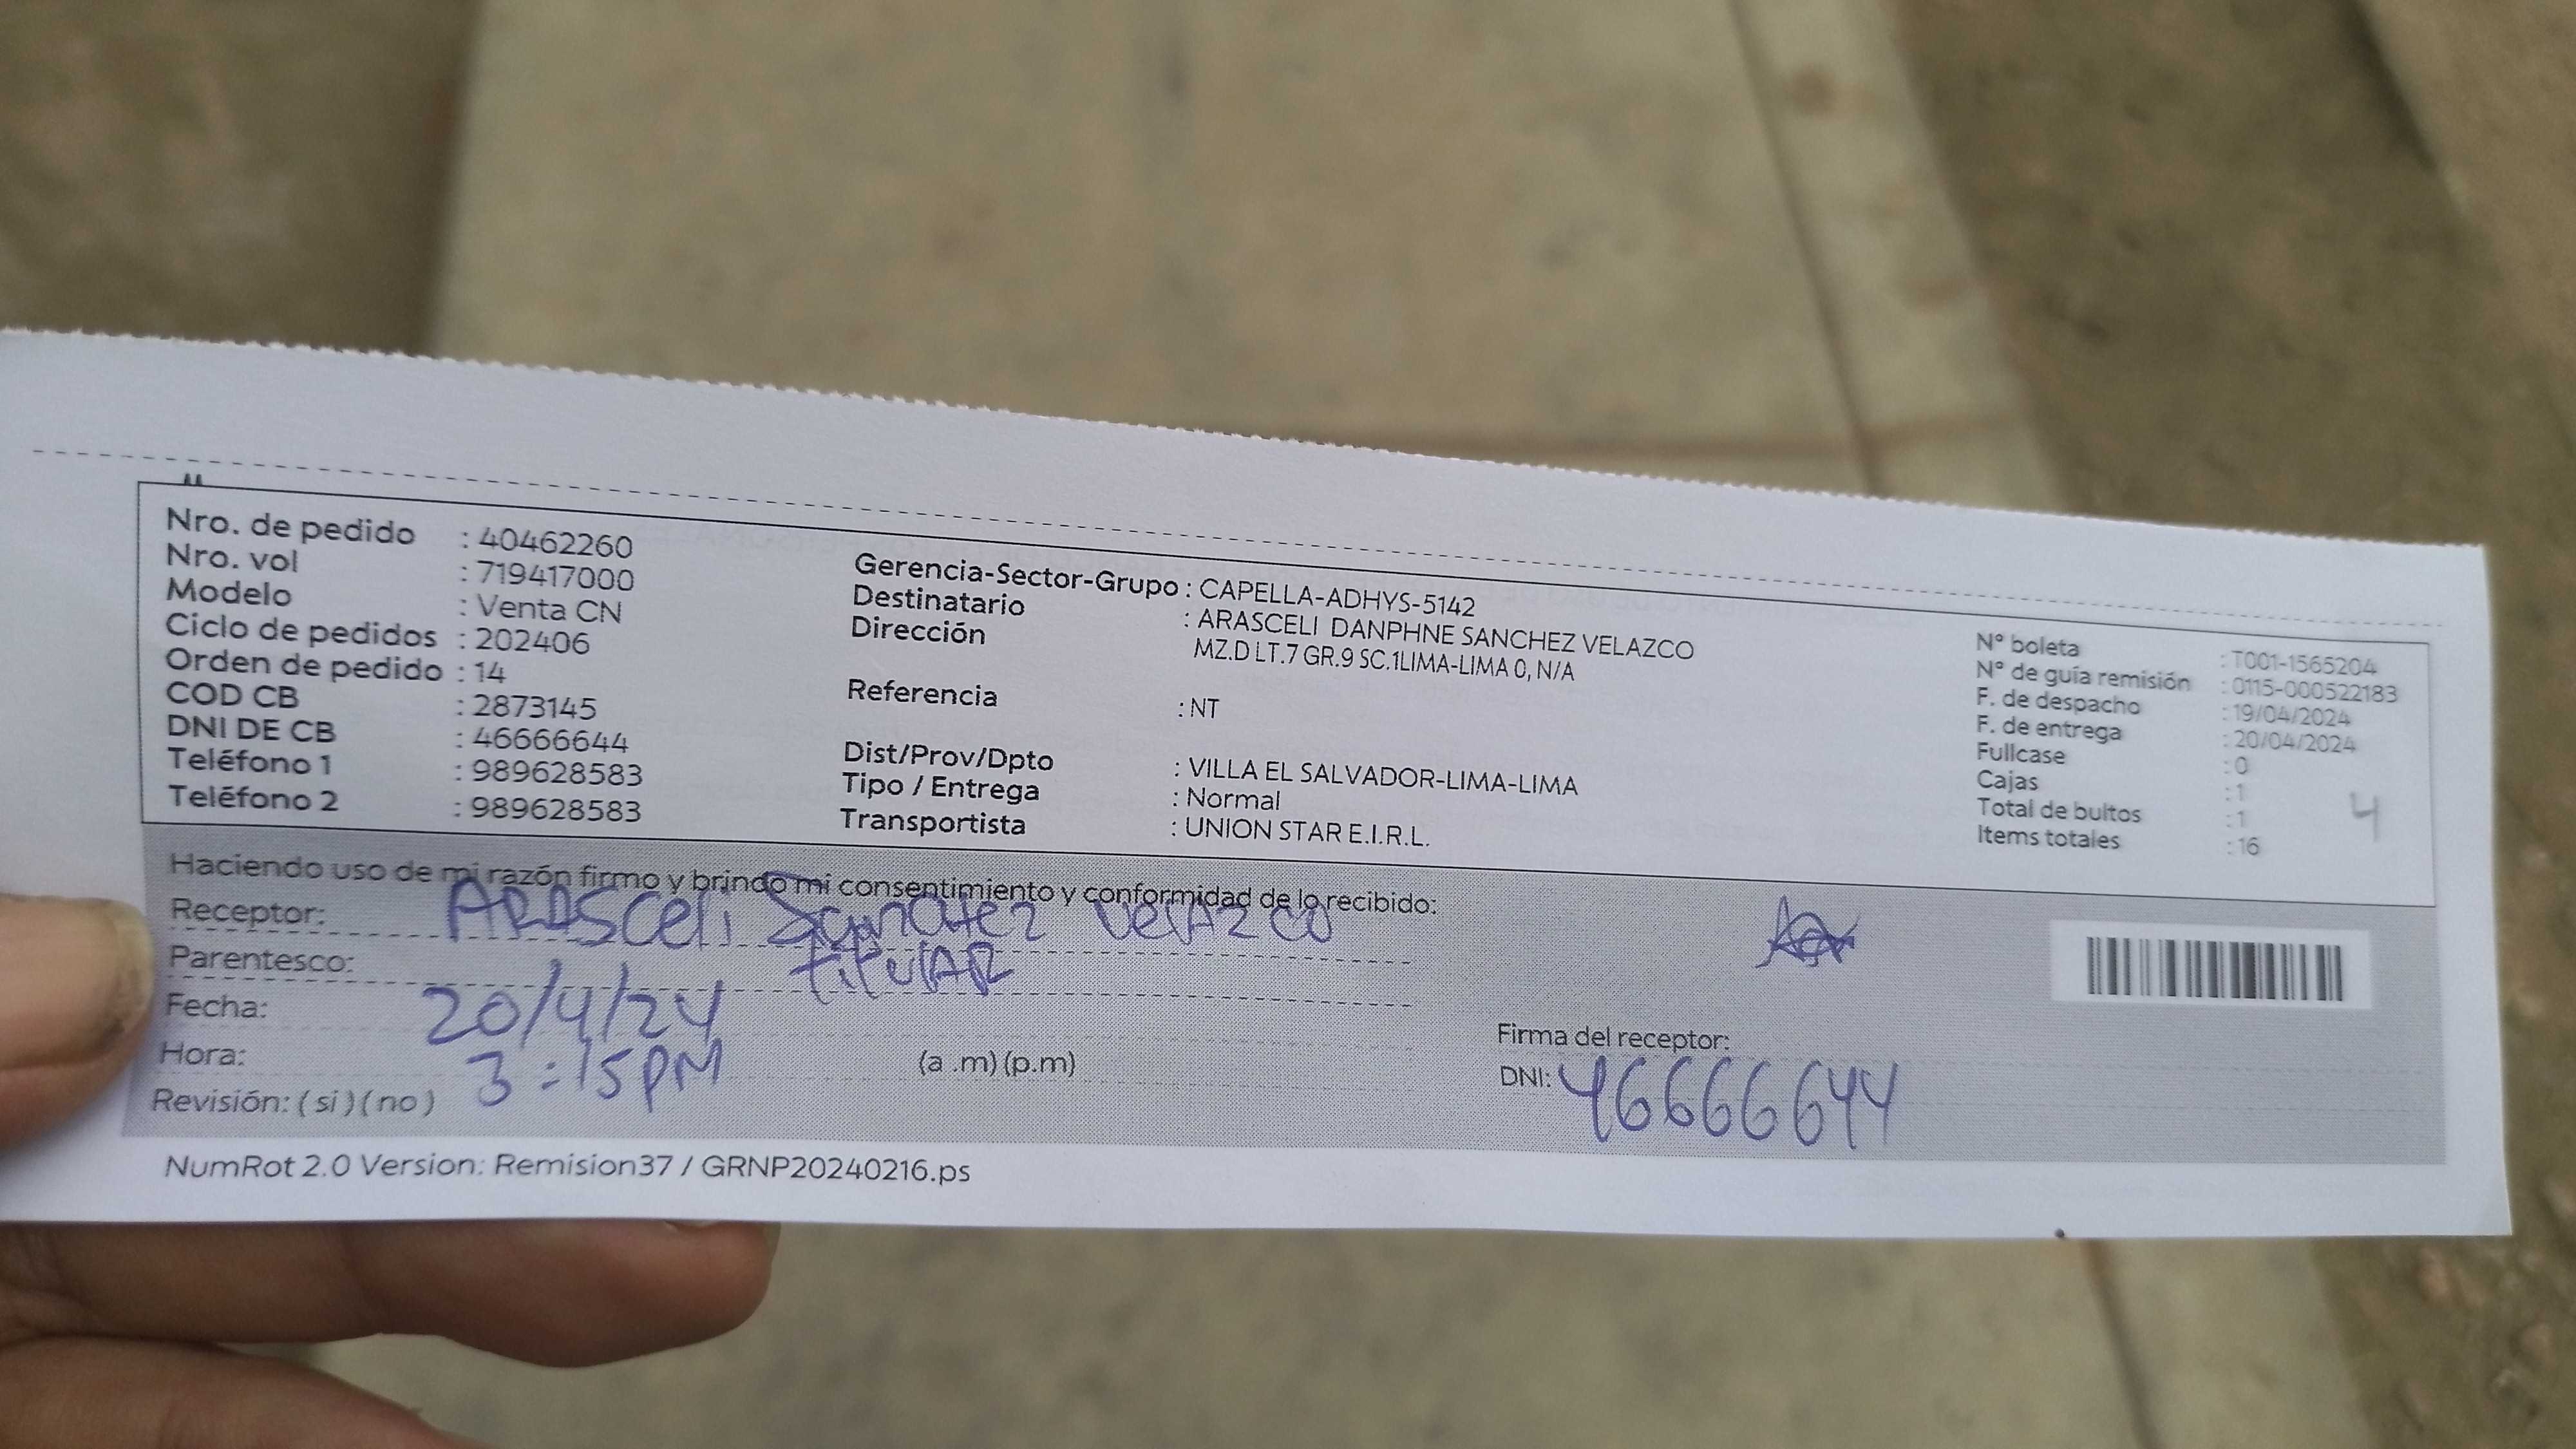 Nro. de pedido : 40462260
Nro. vol : 719417000
Modelo : Venta CN
Ciclo de pedidos : 202406
Orden de pedido : 14
COD CB : 2873145
DNI DE CB : 46666644
Teléfono 1 : 989628583
Teléfono 2 : 989628583
Gerencia-Sector-Grupo : CAPELLA-ADHYS-5142
Destinatario : ARASCELI DANPHNE SANCHEZ VELAZCO
Dirección MZ.D LT.7 GR.9 SC.1LIMA-LIMA 0, N/A
Referencia : NT
Dist/Prov/Dpto : VILLA EL SALVADOR-LIMA-LIMA
Tipo / Entrega : Normal
Transportista : UNION STAR E.I.R.L.
N° boleta : T001-1565204
N° de guía remisión : 0115-000522183
F. de despacho : 19/04/2024
F. de entrega : 20/04/2024
Fullcase : 0
Cajas : 1
Total de bultos : 1
Items totales : 16
4
Haciendo uso de mi razón firmo y brindo mi consentimiento y conformidad de lo recibido:
Receptor: ARASceli Sanchez VelAzco
Parentesco: titulAR
Fecha: 20/4/24
Hora: 3:15PM (a .m) (p.m)
Revisión: ( si ) ( no )
Firma del receptor:
DNI: 46666644
NumRot 2.0 Version: Remision37 / GRNP20240216.ps